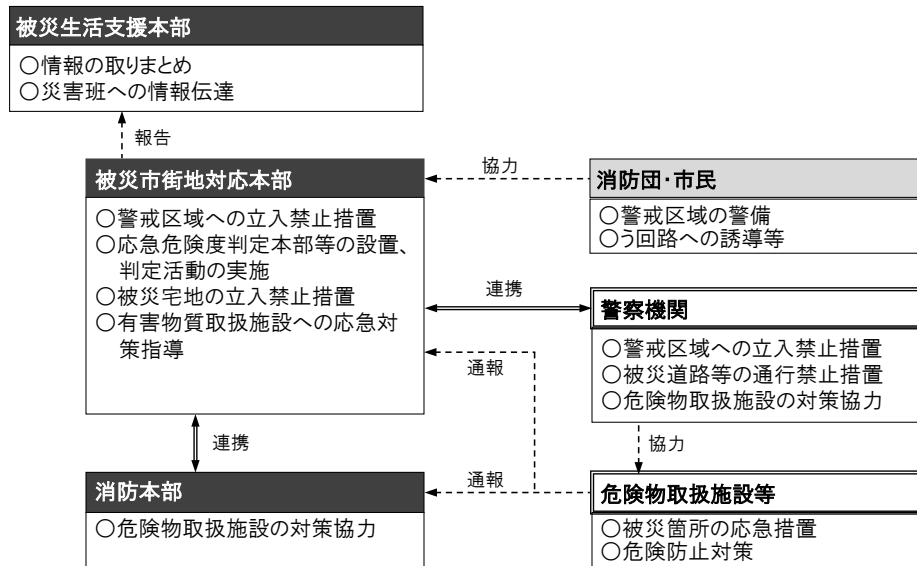 被災生活支援本部
○情報の取りまとめ
○災害班への情報伝達
報告
被災市街地対応本部
○警戒区域への立入禁止措置
○応急危険度判定本部等の設置、
判定活動の実施
○被災宅地の立入禁止措置
○有害物質取扱施設への応急対
策指導
協力
消防団・市民
○警戒区域の警備
○う回路への誘導等
連携
警察機関
○警戒区域への立入禁止措置
○被災道路等の通行禁止措置
○危険物取扱施設の対策協力
通報
連携
協力
消防本部
○危険物取扱施設の対策協力
通報
危険物取扱施設等
○被災箇所の応急措置
○危険防止対策